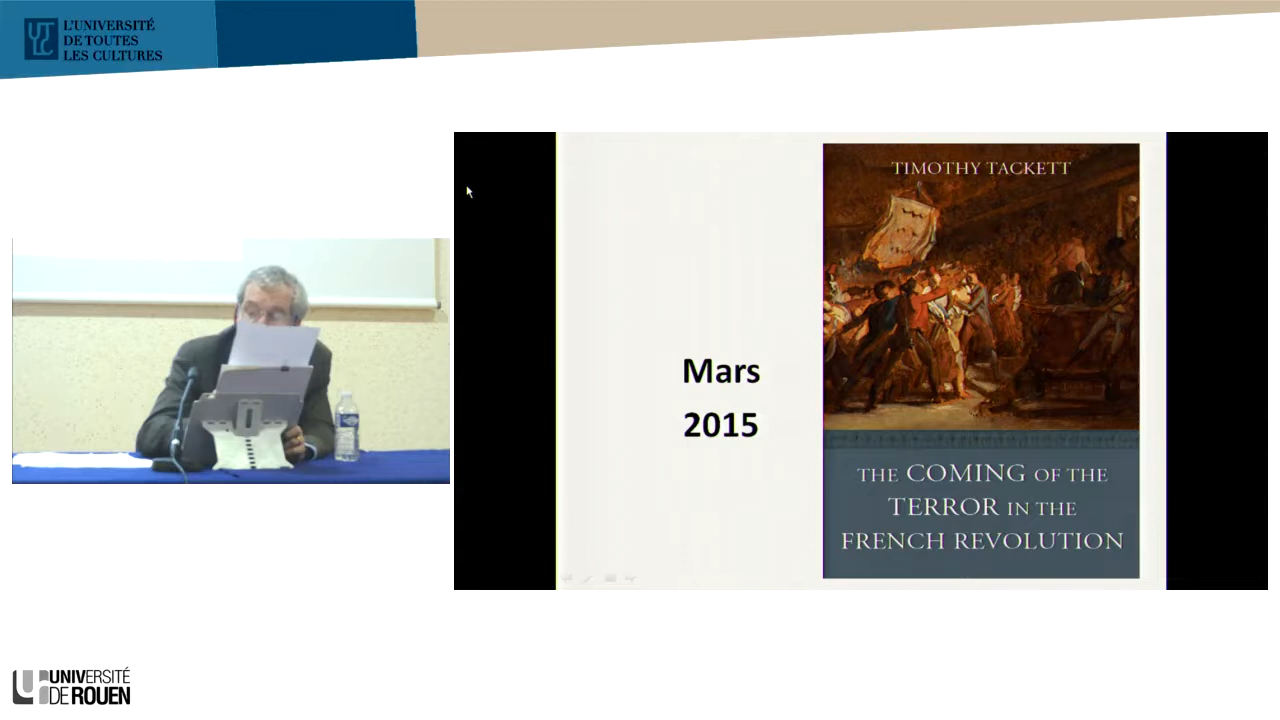 L'UNIVERSITÉ
DE TOUTES
LES CULTURES
Mars
2015
TIMOTHY TACKETT
THE COMING OF THE
TERROR IN THE
FRENCH REVOLUTION
UNIVERSITÉ
DE ROUEN